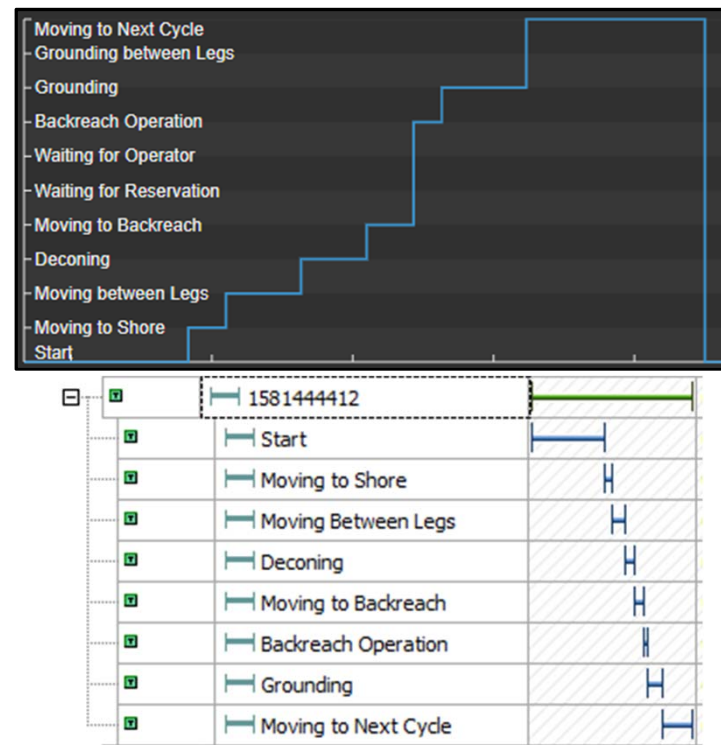 Moving to Next Cycle
Grounding between Legs
Grounding
Backreach Operation
Waiting for Operator
Waiting for Reservation
Moving to Backreach
Deconing
Moving between Legs
Moving to Shore
Start
1581444412
Start
Moving to Shore
Moving Between Legs
Deconing
Moving to Backreach
Backreach Operation
Grounding
Moving to Next Cycle